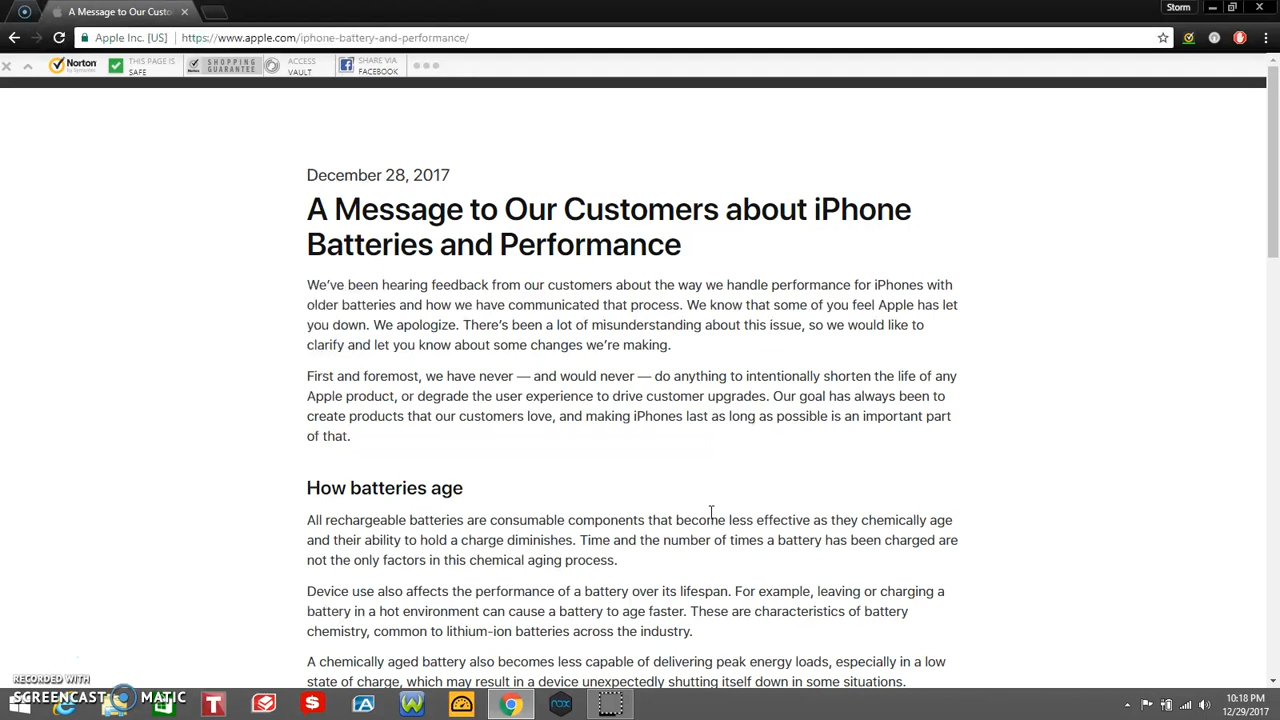 A Message to Our Custo
Storm
Apple Inc. [US] https://www.apple.com/iphone-battery-and-performance/
Norton
by Symantec
THIS PAGE IS
SAFE
Norton
SHOPPING
GUARANTEE
ACCESS
VAULT
SHARE VIA
FACEBOOK
December 28, 2017
A Message to Our Customers about iPhone
Batteries and Performance
We’ve been hearing feedback from our customers about the way we handle performance for iPhones with
older batteries and how we have communicated that process. We know that some of you feel Apple has let
you down. We apologize. There’s been a lot of misunderstanding about this issue, so we would like to
clarify and let you know about some changes we’re making.
First and foremost, we have never — and would never — do anything to intentionally shorten the life of any
Apple product, or degrade the user experience to drive customer upgrades. Our goal has always been to
create products that our customers love, and making iPhones last as long as possible is an important part
of that.
How batteries age
All rechargeable batteries are consumable components that become less effective as they chemically age
and their ability to hold a charge diminishes. Time and the number of times a battery has been charged are
not the only factors in this chemical aging process.
Device use also affects the performance of a battery over its lifespan. For example, leaving or charging a
battery in a hot environment can cause a battery to age faster. These are characteristics of battery
chemistry, common to lithium-ion batteries across the industry.
A chemically aged battery also becomes less capable of delivering peak energy loads, especially in a low
state of charge, which may result in a device unexpectedly shutting itself down in some situations.
RECORDED WITH
SCREENCAST MATIC
nox
10:18 PM
12/29/2017